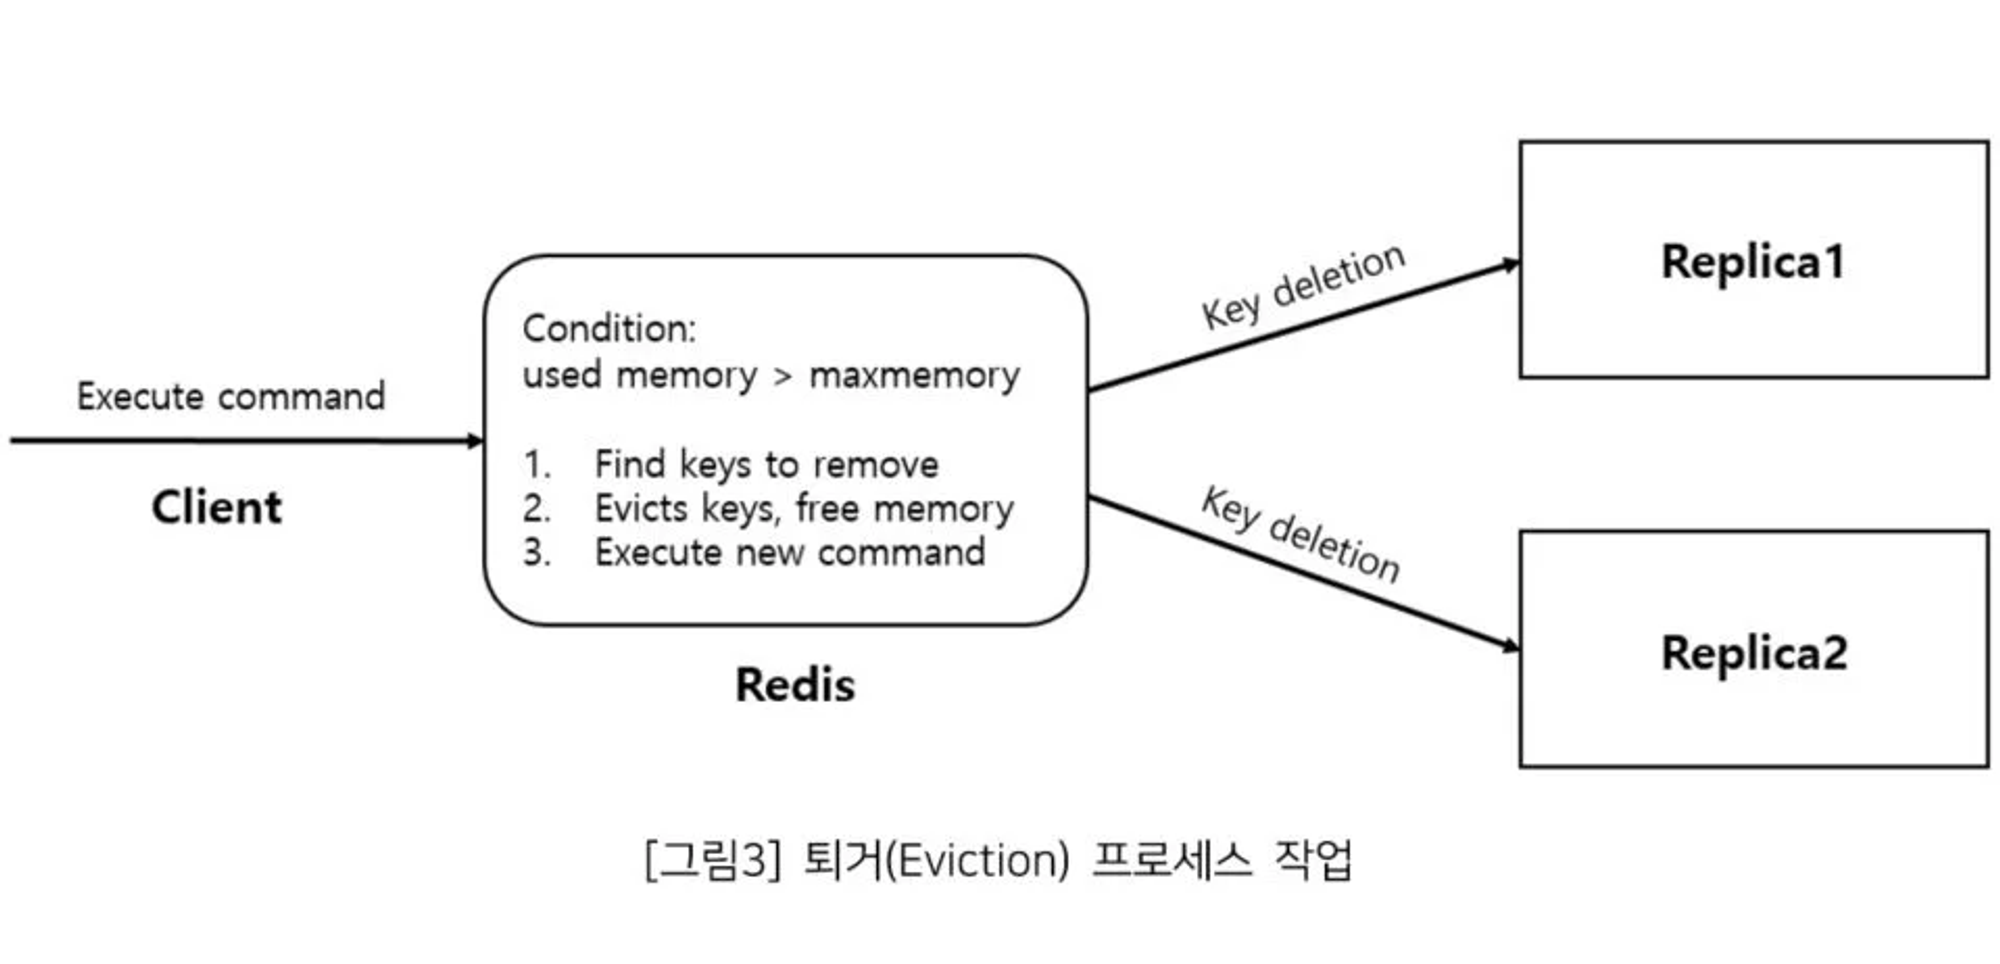 Execute command
Client
Condition:
used memory > maxmemory
1. Find keys to remove
2. Evicts keys, free memory
3. Execute new command
Redis
Key deletion
Replica1
Key deletion
Replica2
[그림3] 퇴거(Eviction) 프로세스 작업